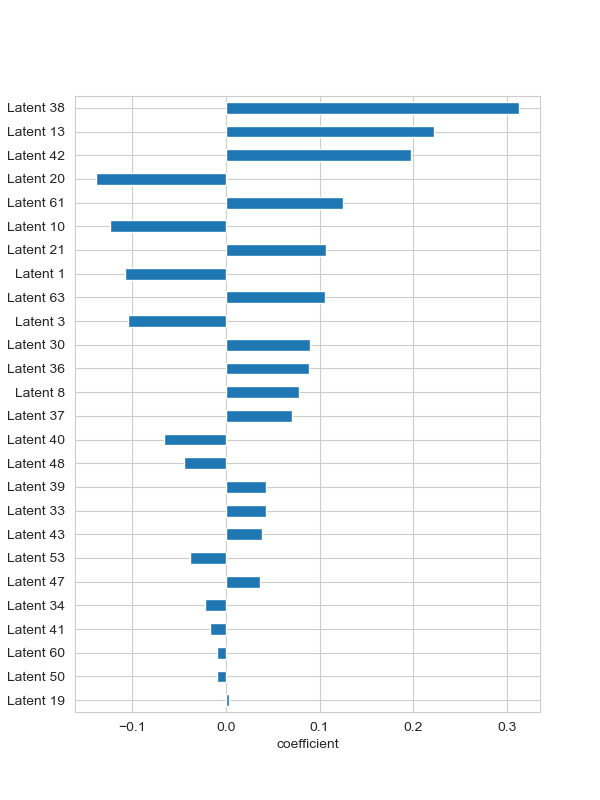 Latent 38
Latent 13
Latent 42
Latent 20
Latent 61
Latent 10
Latent 21
Latent 1
Latent 63
Latent 3
Latent 30
Latent 36
Latent 8
Latent 37
Latent 40
Latent 48
Latent 39
Latent 33
Latent 43
Latent 53
Latent 47
Latent 34
Latent 41
Latent 60
Latent 50
Latent 19
−0.1 0.0 0.1 0.2 0.3
coefficient